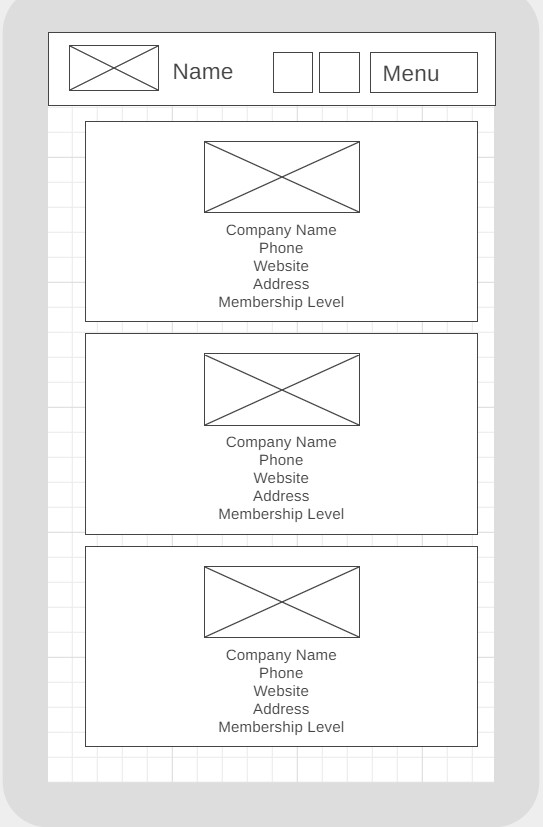 Name
Menu
Company Name
Phone
Website
Address
Membership Level
Company Name
Phone
Website
Address
Membership Level
Company Name
Phone
Website
Address
Membership Level